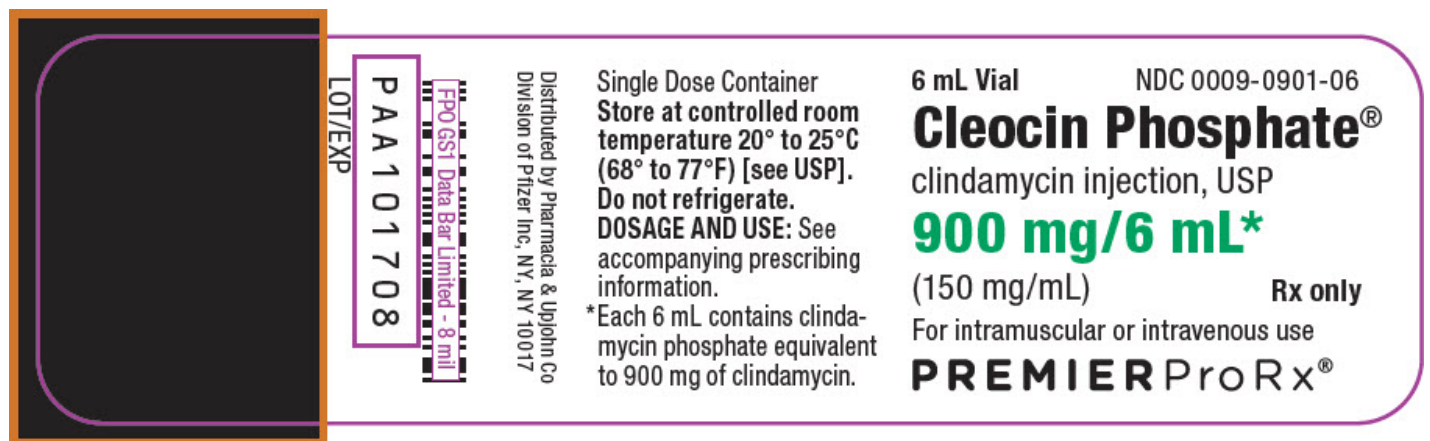 LOT/EXP
PAA101708
FPO GS1 Data Bar Limited - 8 mil
Distributed by Pharmacia & Upjohn Co
Division of Pfizer Inc, NY, NY 10017
Single Dose Container
Store at controlled room
temperature 20° to 25°C
(68° to 77°F) [see USP].
Do not refrigerate.
DOSAGE AND USE: See
accompanying prescribing
information.
*Each 6 mL contains clinda-
mycin phosphate equivalent
to 900 mg of clindamycin.
6 mL Vial NDC 0009-0901-06
Cleocin Phosphate®
clindamycin injection, USP
900 mg/6 mL*
(150 mg/mL) Rx only
For intramuscular or intravenous use
PREMIERProRx®